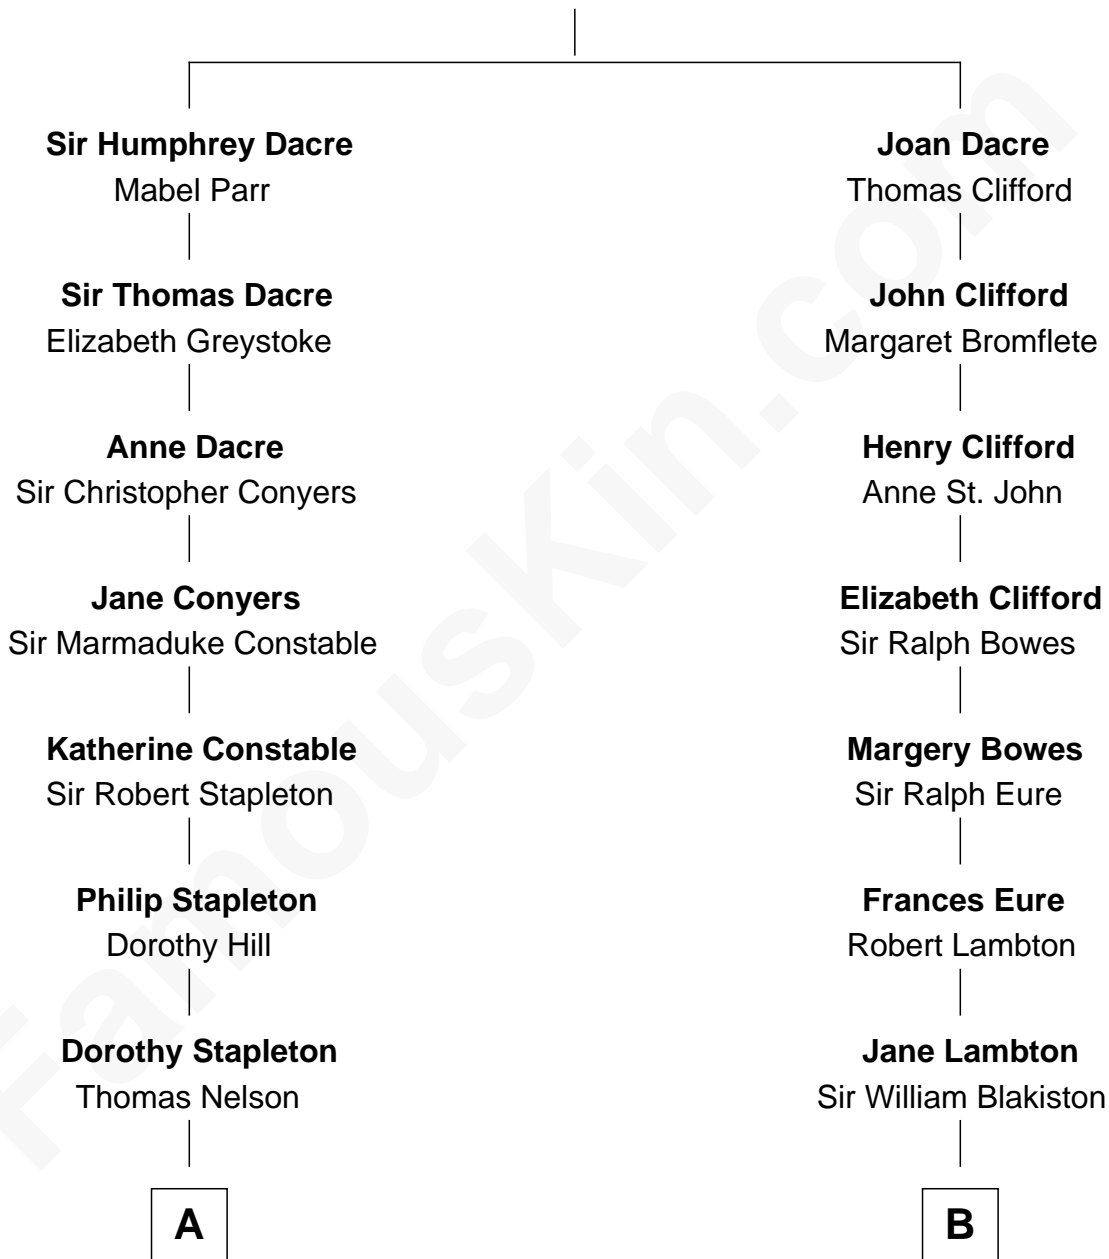 Sir Humphrey Dacre
Mabel Parr
Sir Thomas Dacre
Elizabeth Greystoke
Anne Dacre
Sir Christopher Conyers
Jane Conyers
Sir Marmaduke Constable
Katherine Constable
Sir Robert Stapleton
Philip Stapleton
Dorothy Hill
Dorothy Stapleton
Thomas Nelson
A
Joan Dacre
Thomas Clifford
John Clifford
Margaret Bromflete
Henry Clifford
Anne St. John
Elizabeth Clifford
Sir Ralph Bowes
Margery Bowes
Sir Ralph Eure
Frances Eure
Robert Lambton
Jane Lambton
Sir William Blakiston
B
FamousKin.com